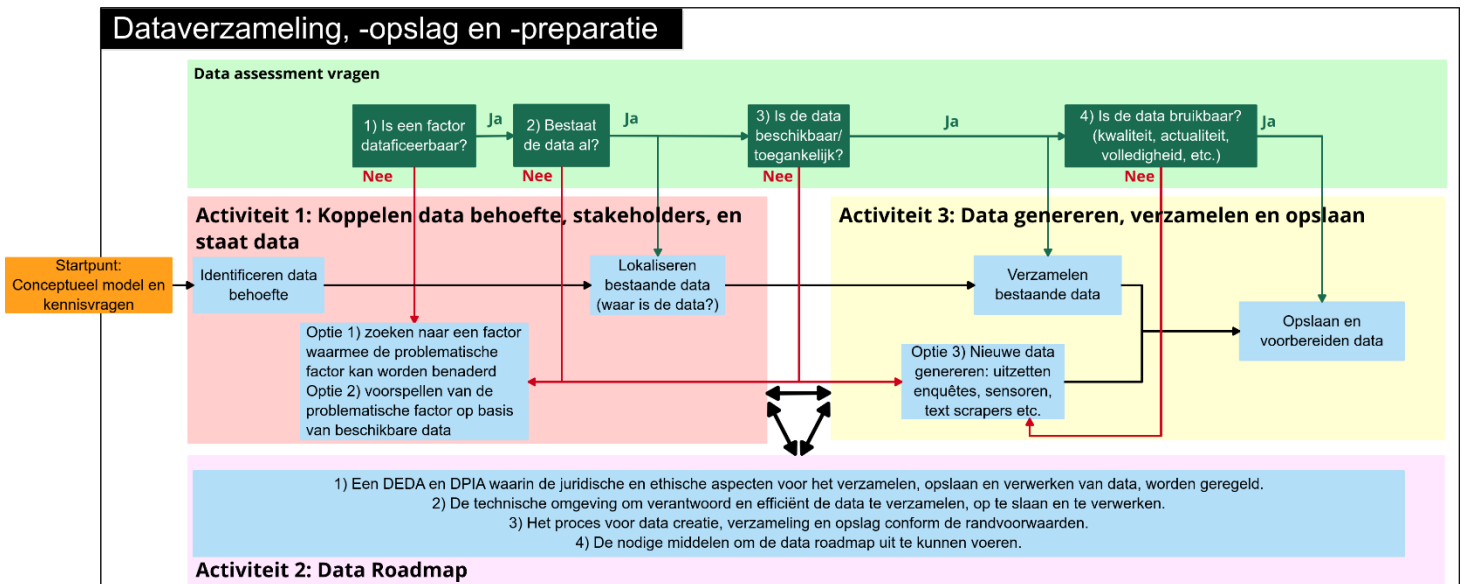 Dataverzameling, -opslag en -preparatie
Data assessment vragen
1) Is een factor
dataficeerbaar?
Ja
2) Bestaat
de data al?
Ja
3) Is de data
beschikbaar/
toegankelijk?
Ja
4) Is de data bruikbaar?
(kwaliteit, actualiteit,
volledigheid, etc.)
Ja
Nee
Nee
Nee
Nee
Activiteit 1: Koppelen data behoefte, stakeholders, en
staat data
Activiteit 3: Data genereren, verzamelen en opslaan
Startpunt:
Conceptueel model en
kennisvragen
Identificeren data
behoefte
Lokaliseren
bestaande data
(waar is de data?)
Verzamelen
bestaande data
Opslaan en
voorbereiden data
Optie 1) zoeken naar een factor
waarmee de problematische
factor kan worden benaderd
Optie 2) voorspellen van de
problematische factor op basis
van beschikbare data
Optie 3) Nieuwe data
genereren: uitzetten
enquêtes, sensoren,
text scrapers etc.
1) Een DEDA en DPIA waarin de juridische en ethische aspecten voor het verzamelen, opslaan en verwerken van data, worden geregeld.
2) De technische omgeving om verantwoord en efficiënt de data te verzamelen, op te slaan en te verwerken.
3) Het proces voor data creatie, verzameling en opslag conform de randvoorwaarden.
4) De nodige middelen om de data roadmap uit te kunnen voeren.
Activiteit 2: Data Roadmap